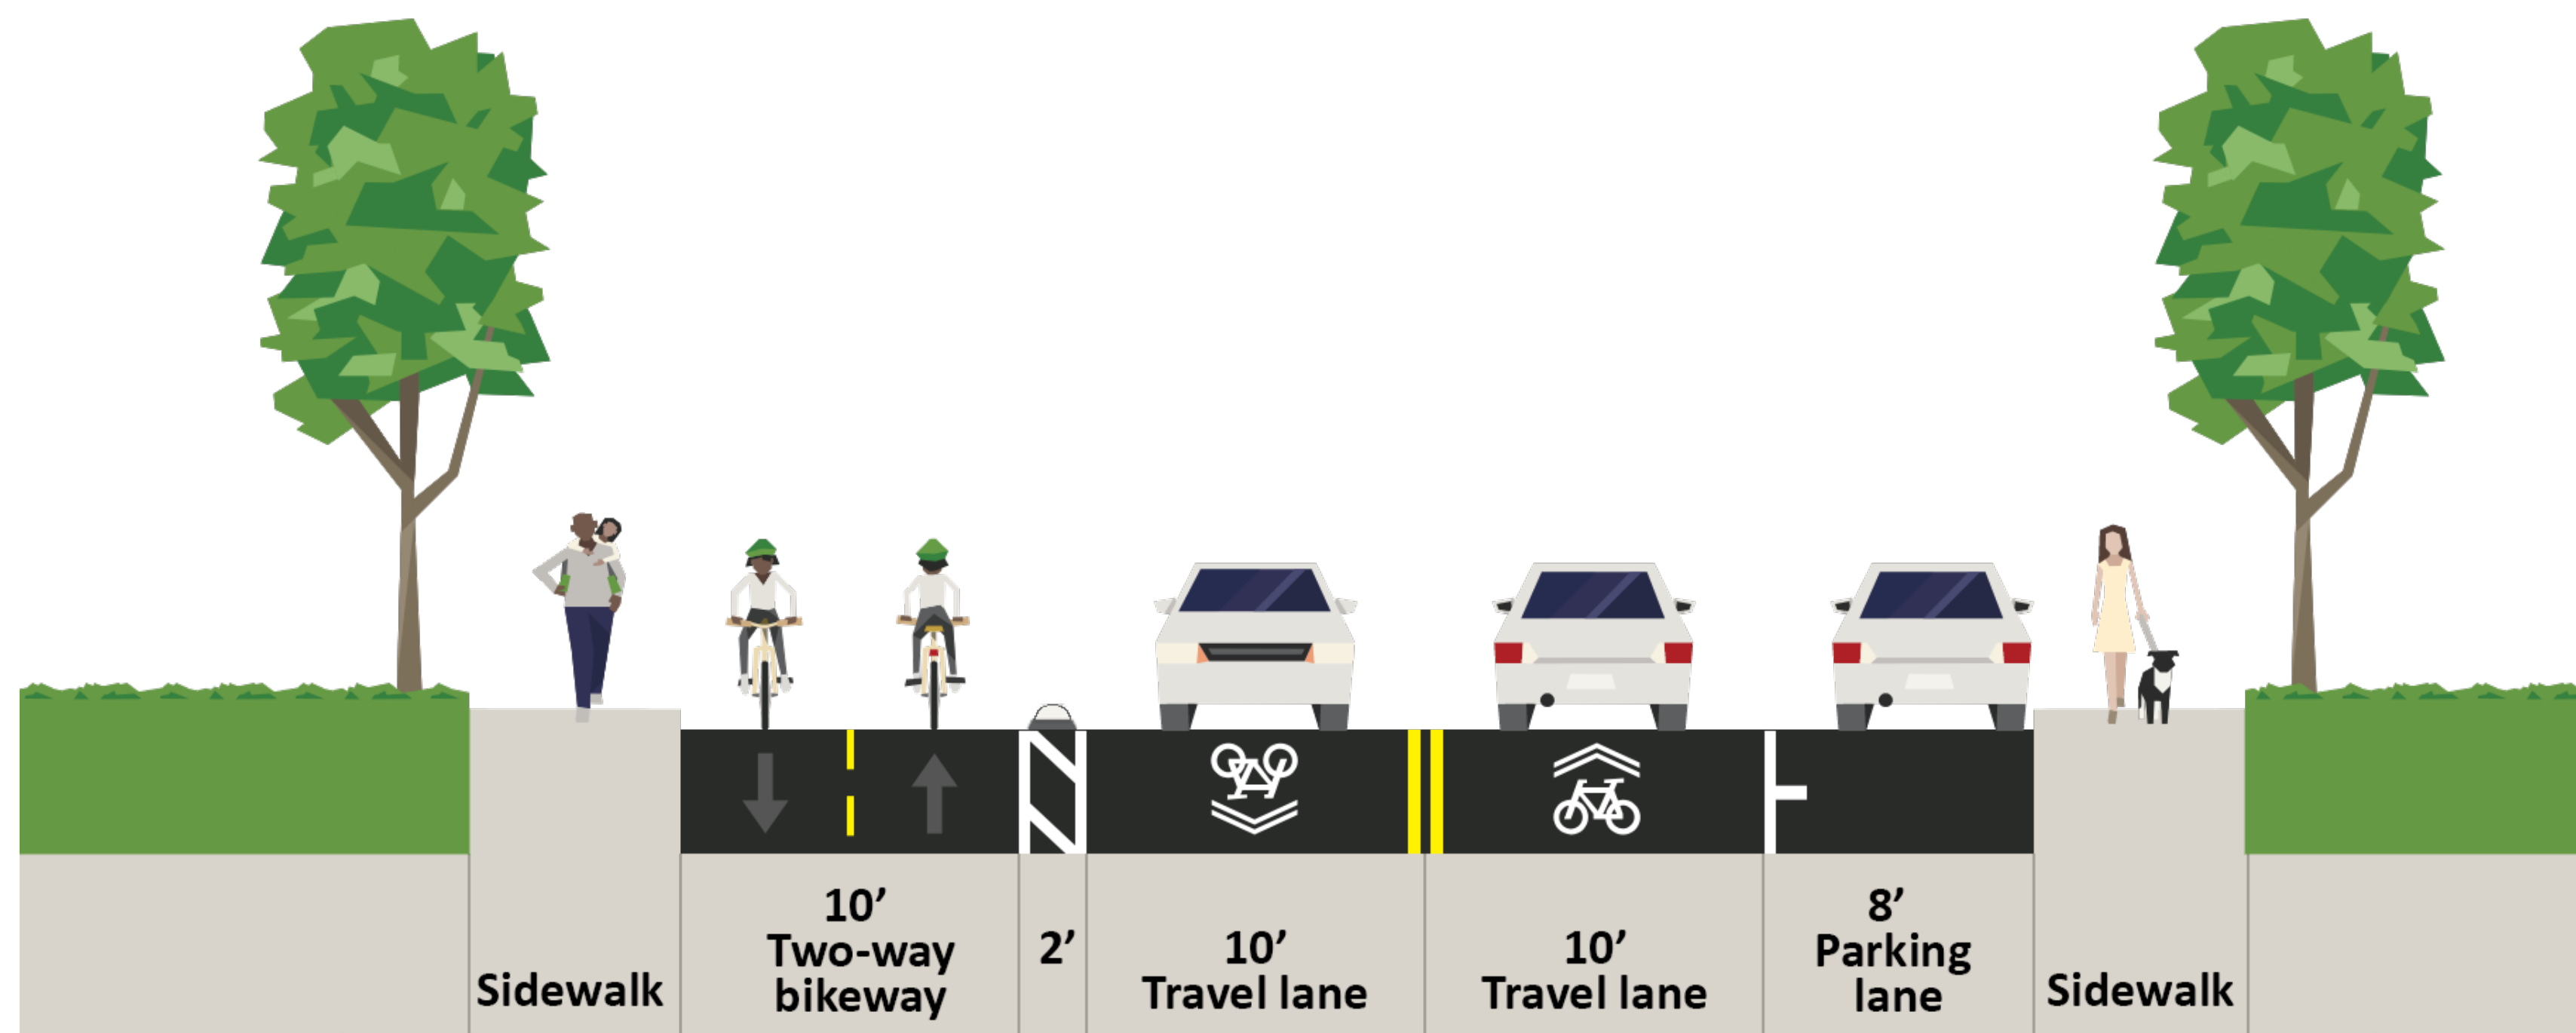 Sidewalk
10’
Two-way
bikeway
2’
10’
Travel lane
10’
Travel lane
8’
Parking
lane
Sidewalk